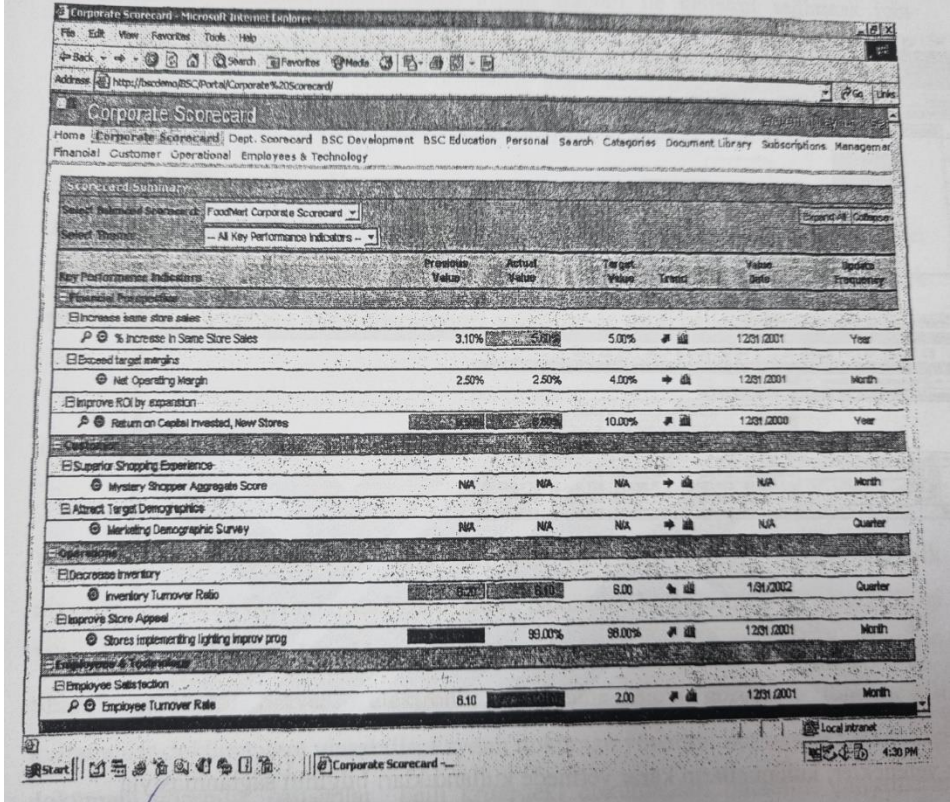 Corporate Scorecard - Microsoft Internet Explorer
File Edit View Favorites Tools Help
Back Search Favorites Media
Address http://bscdemo/BSC/Portal/Corporate%20Scorecard/ Go Links
Corporate Scorecard
Home Corporate Scorecard Dept. Scorecard BSC Development BSC Education Personal Search Categories Document Library Subscriptions Managemen
Financial Customer Operational Employees & Technology
Scorecard Summary
Select Balanced Scorecard: FoodMart Corporate Scorecard Expand All Collapse
Select Theme: -- All Key Performance Indicators --
Key Performance Indicators Previous Value Actual Value Target Value Trend Value Date Update Frequency
Financial Perspective
Increase same store sales
% Increase In Same Store Sales 3.10% 5.00% 12/31/2001 Year
Exceed target margins
Net Operating Margin 2.50% 2.50% 4.00% 12/31/2001 Month
Improve ROI by expansion
Return on Capital Invested, New Stores 10.00% 12/31/2000 Year
Customer
Superior Shopping Experience
Mystery Shopper Aggregate Score N/A N/A N/A N/A Month
Attract Target Demographics
Marketing Demographic Survey N/A N/A N/A N/A Quarter
Operations
Decrease Inventory
Inventory Turnover Ratio 6.20 6.10 6.00 1/31/2002 Quarter
Improve Store Appeal
Stores implementing lighting improv prog 99.00% 98.00% 12/31/2001 Month
Employees & Technology
Employee Satisfaction
Employee Turnover Rate 6.10 2.00 12/31/2001 Month
Local intranet
Start Corporate Scorecard -... 4:30 PM